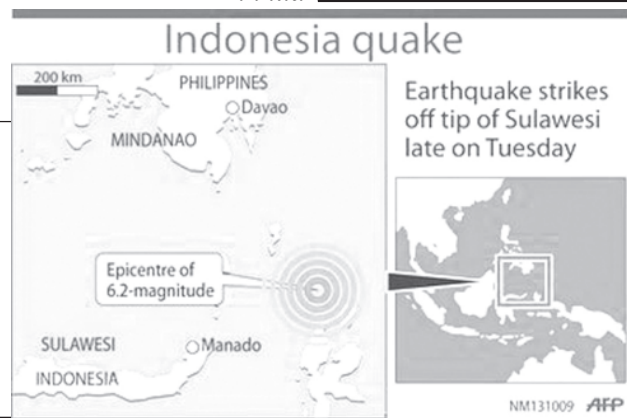 Indonesia quake
200 km
PHILIPPINES
Davao
MINDANAO
Epicentre of
6.2-magnitude
SULAWESI
Manado
INDONESIA
Earthquake strikes
off tip of Sulawesi
late on Tuesday
NM131009 AFP